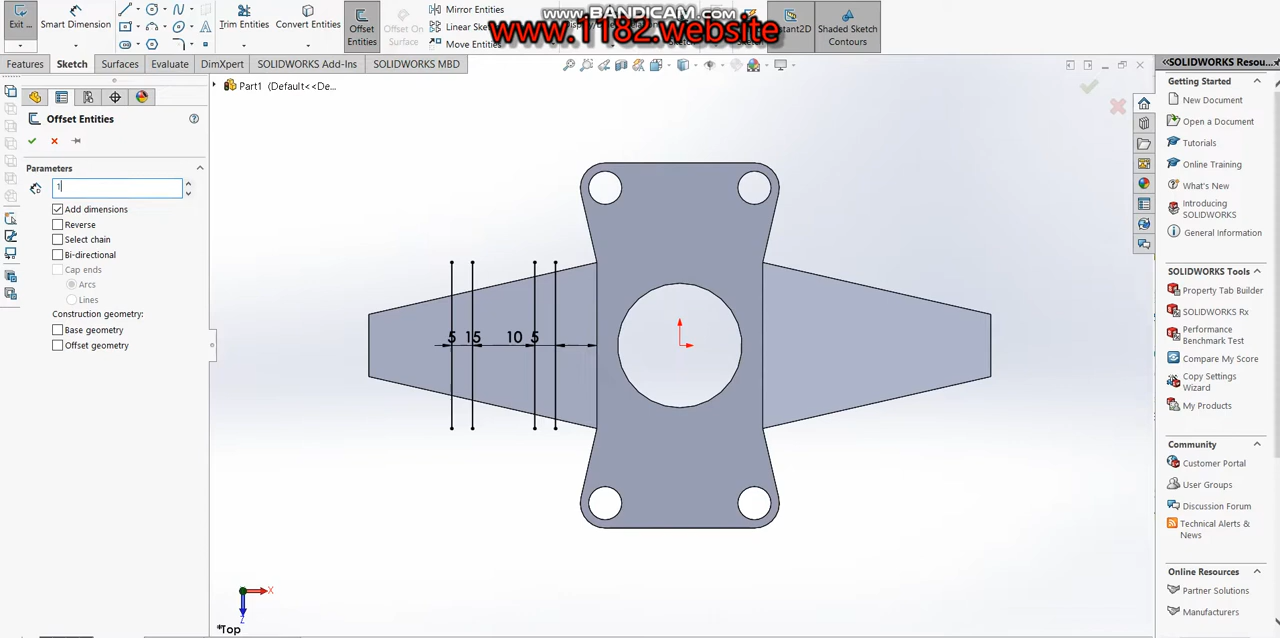 www.BANDICAM.com
www.1182.website
Exit ...
Smart Dimension
Trim Entities
Convert Entities
Offset Entities
Offset On Surface
Mirror Entities
Linear Sk
Move Entities
stant2D
Shaded Sketch Contours
Features
Sketch
Surfaces
Evaluate
DimXpert
SOLIDWORKS Add-Ins
SOLIDWORKS MBD
Part1 (Default<<De...
Offset Entities
?
Parameters
1
Add dimensions
Reverse
Select chain
Bi-directional
Cap ends
Arcs
Lines
Construction geometry:
Base geometry
Offset geometry
5 15 10 5
X
Z
*Top
SOLIDWORKS Resou...
Getting Started
New Document
Open a Document
Tutorials
Online Training
What's New
Introducing SOLIDWORKS
General Information
SOLIDWORKS Tools
Property Tab Builder
SOLIDWORKS Rx
Performance Benchmark Test
Compare My Score
Copy Settings Wizard
My Products
Community
Customer Portal
User Groups
Discussion Forum
Technical Alerts & News
Online Resources
Partner Solutions
Manufacturers